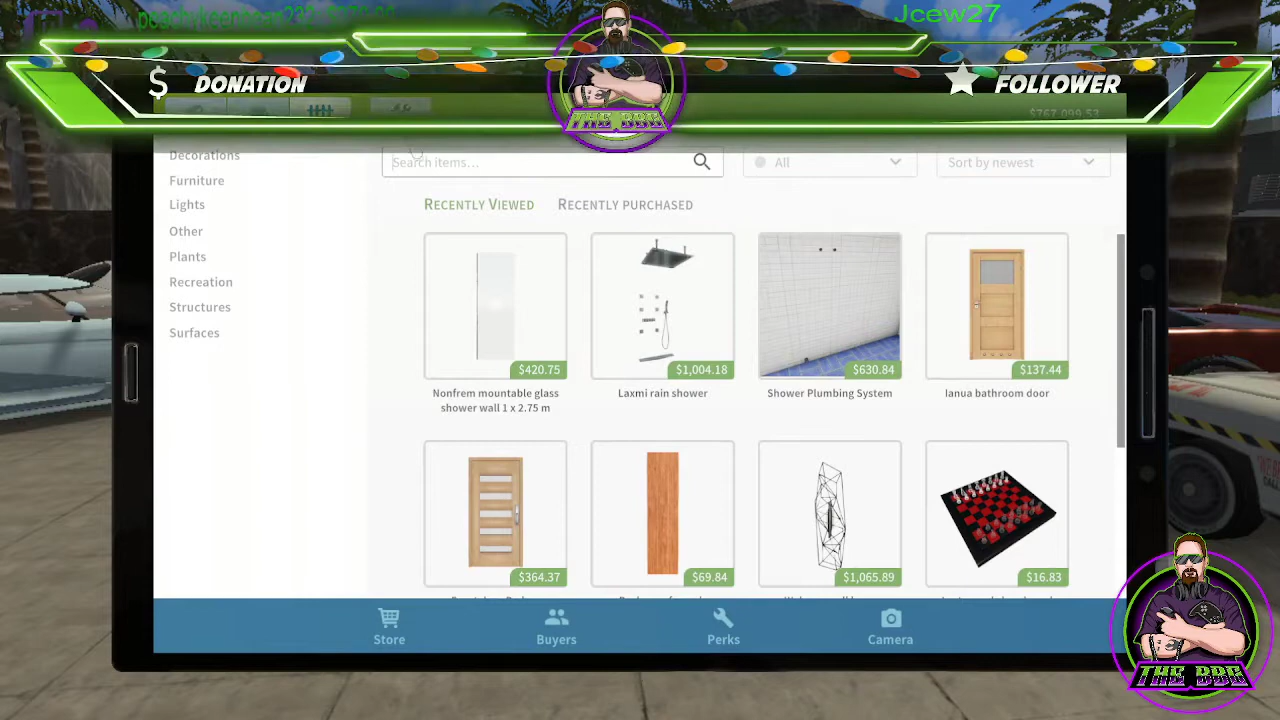 Jcew27
$ DONATION
FOLLOWER
THE BBG
$767,099.53
Decorations
Furniture
Lights
Other
Plants
Recreation
Structures
Surfaces
Search items...
All
Sort by newest
RECENTLY VIEWED
RECENTLY PURCHASED
$420.75
Nonfrem mountable glass
shower wall 1 x 2.75 m
$1,004.18
Laxmi rain shower
$630.84
Shower Plumbing System
$137.44
Ianua bathroom door
$364.37
$69.84
$1,065.89
$16.83
Store
Buyers
Perks
Camera
THE BBG